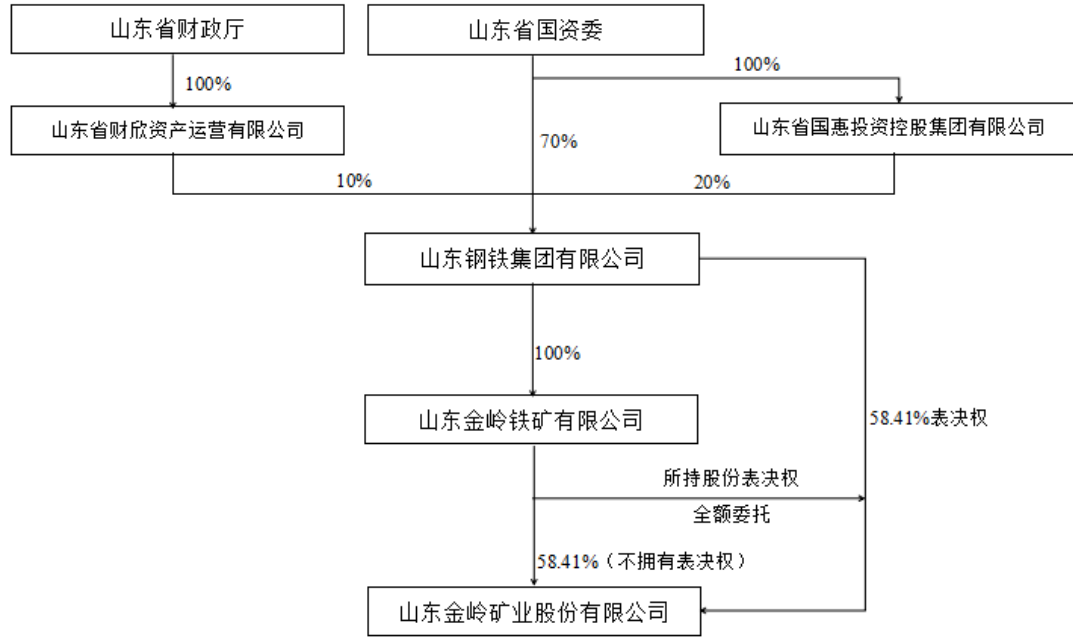 山东省财政厅
山东省国资委
100%
100%
山东省财欣资产运营有限公司
山东省国惠投资控股集团有限公司
70%
10%
20%
山东钢铁集团有限公司
100%
山东金岭铁矿有限公司
58.41%表决权
所持股份表决权
全额委托
58.41%（不拥有表决权）
山东金岭矿业股份有限公司